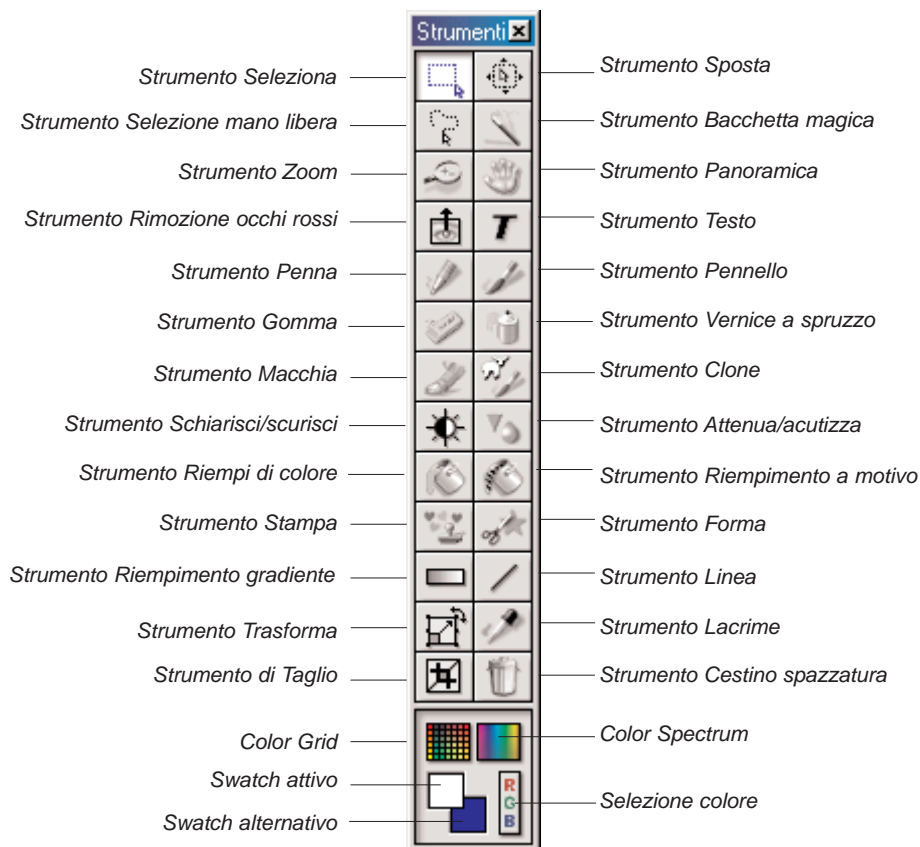 Strumenti
Strumento Seleziona
Strumento Sposta
Strumento Selezione mano libera
Strumento Bacchetta magica
Strumento Zoom
Strumento Panoramica
Strumento Rimozione occhi rossi
Strumento Testo
Strumento Penna
Strumento Pennello
Strumento Gomma
Strumento Vernice a spruzzo
Strumento Macchia
Strumento Clone
Strumento Schiarisci/scurisci
Strumento Attenua/acutizza
Strumento Riempi di colore
Strumento Riempimento a motivo
Strumento Stampa
Strumento Forma
Strumento Riempimento gradiente
Strumento Linea
Strumento Trasforma
Strumento Lacrime
Strumento di Taglio
Strumento Cestino spazzatura
Color Grid
Color Spectrum
Swatch attivo
Selezione colore
Swatch alternativo
R
G
B